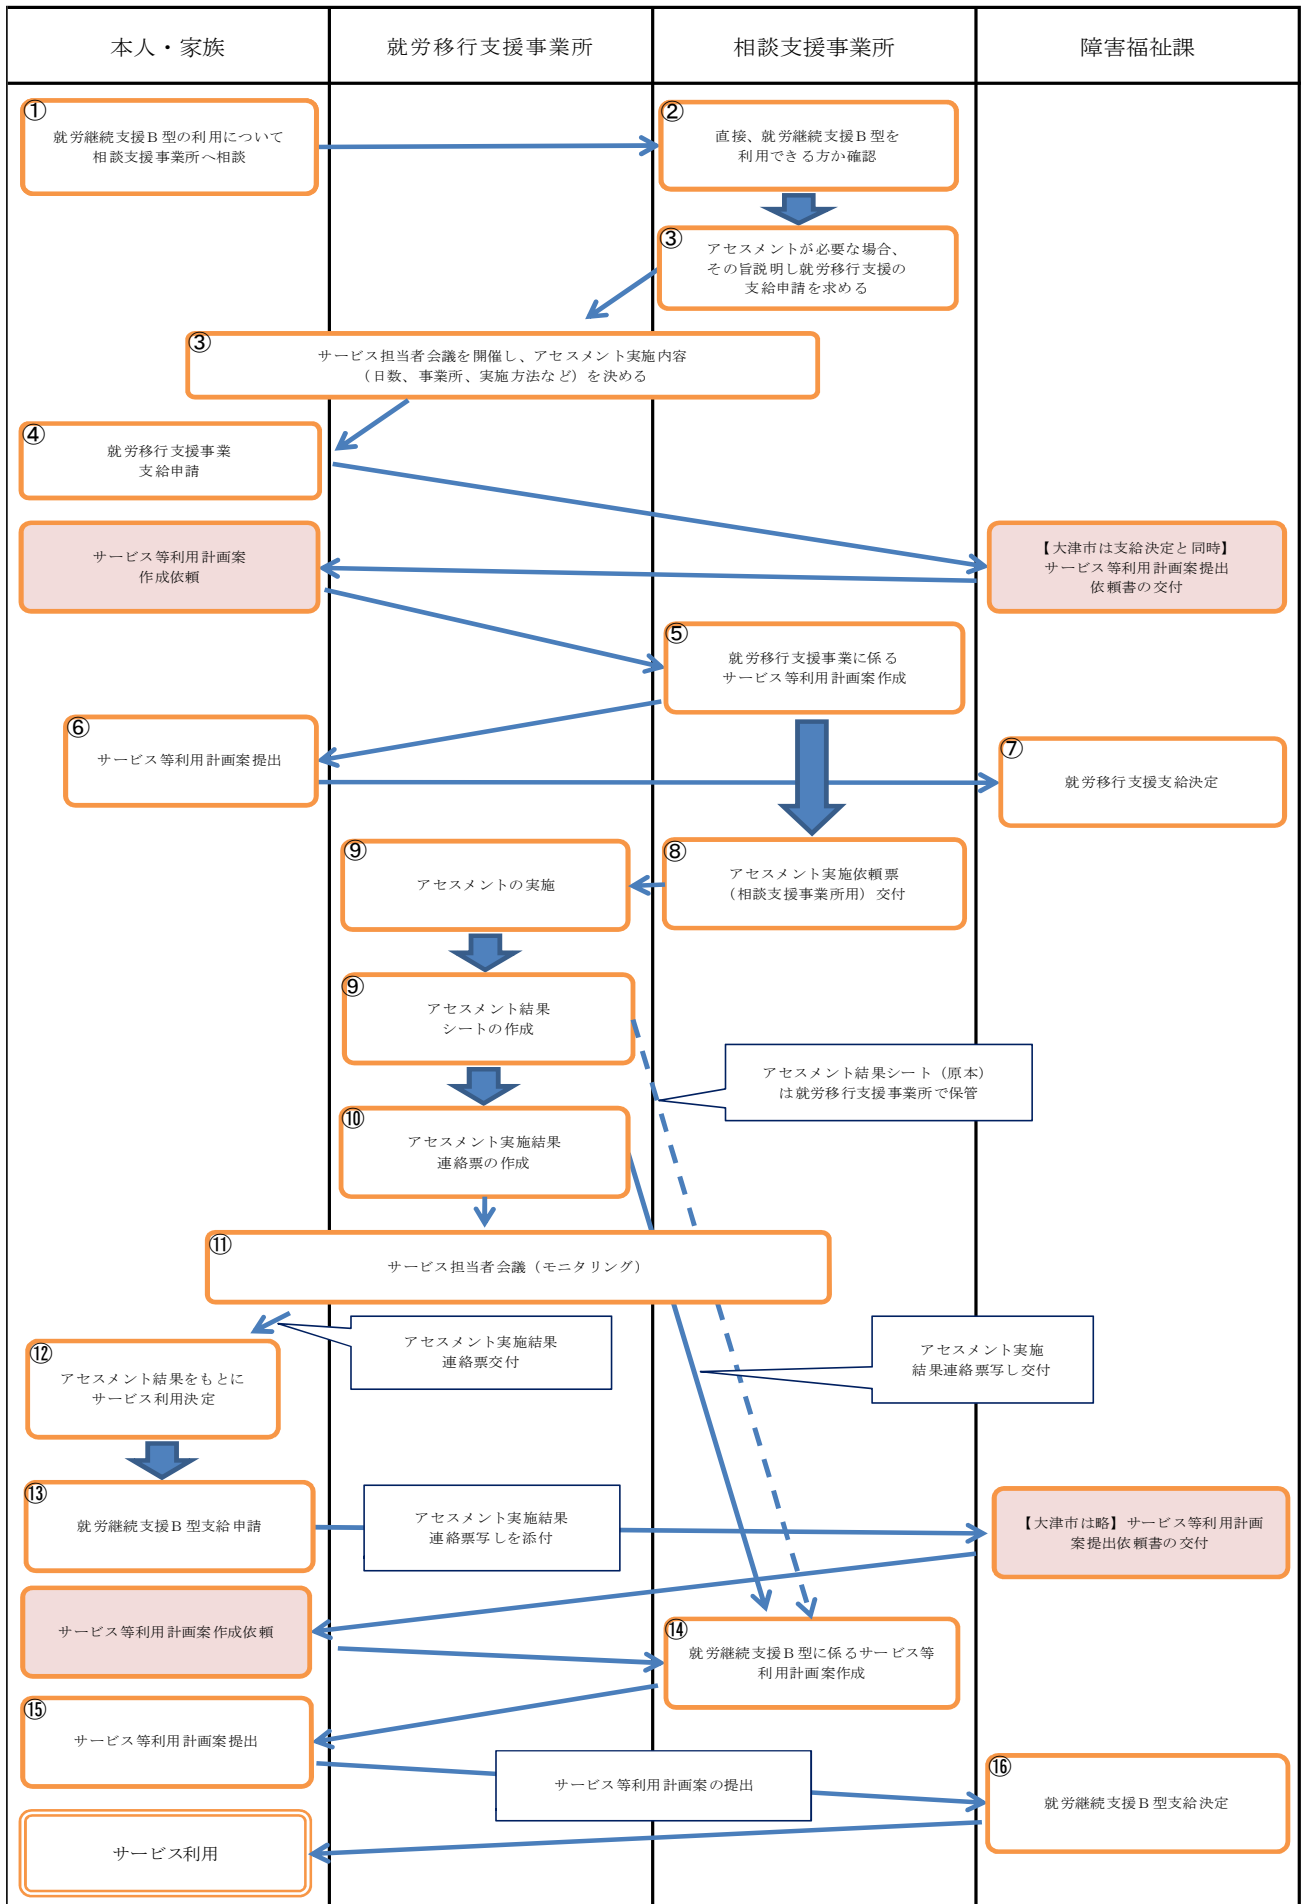 本人・家族
就労移行支援事業所
相談支援事業所
障害福祉課
①
就労継続支援B型の利用について
相談支援事業所へ相談
②
直接、就労継続支援B型を
利用できる方か確認
③
アセスメントが必要な場合、
その旨説明し就労移行支援の
支給申請を求める
③
サービス担当者会議を開催し、アセスメント実施内容
（日数、事業所、実施方法など）を決める
④
就労移行支援事業
支給申請
サービス等利用計画案
作成依頼
【大津市は支給決定と同時】
サービス等利用計画案提出
依頼書の交付
⑤
就労移行支援事業に係る
サービス等利用計画案作成
⑥
サービス等利用計画案提出
⑦
就労移行支援支給決定
⑧
アセスメント実施依頼票
（相談支援事業所用）交付
⑨
アセスメントの実施
⑨
アセスメント結果
シートの作成
アセスメント結果シート（原本）
は就労移行支援事業所で保管
⑩
アセスメント実施結果
連絡票の作成
⑪
サービス担当者会議（モニタリング）
アセスメント実施結果
連絡票交付
アセスメント実施
結果連絡票写し交付
⑫
アセスメント結果をもとに
サービス利用決定
⑬
就労継続支援B型支給申請
アセスメント実施結果
連絡票写しを添付
【大津市は略】サービス等利用計画
案提出依頼書の交付
サービス等利用計画案作成依頼
⑭
就労継続支援B型に係るサービス等
利用計画案作成
⑮
サービス等利用計画案提出
サービス等利用計画案の提出
⑯
就労継続支援B型支給決定
サービス利用